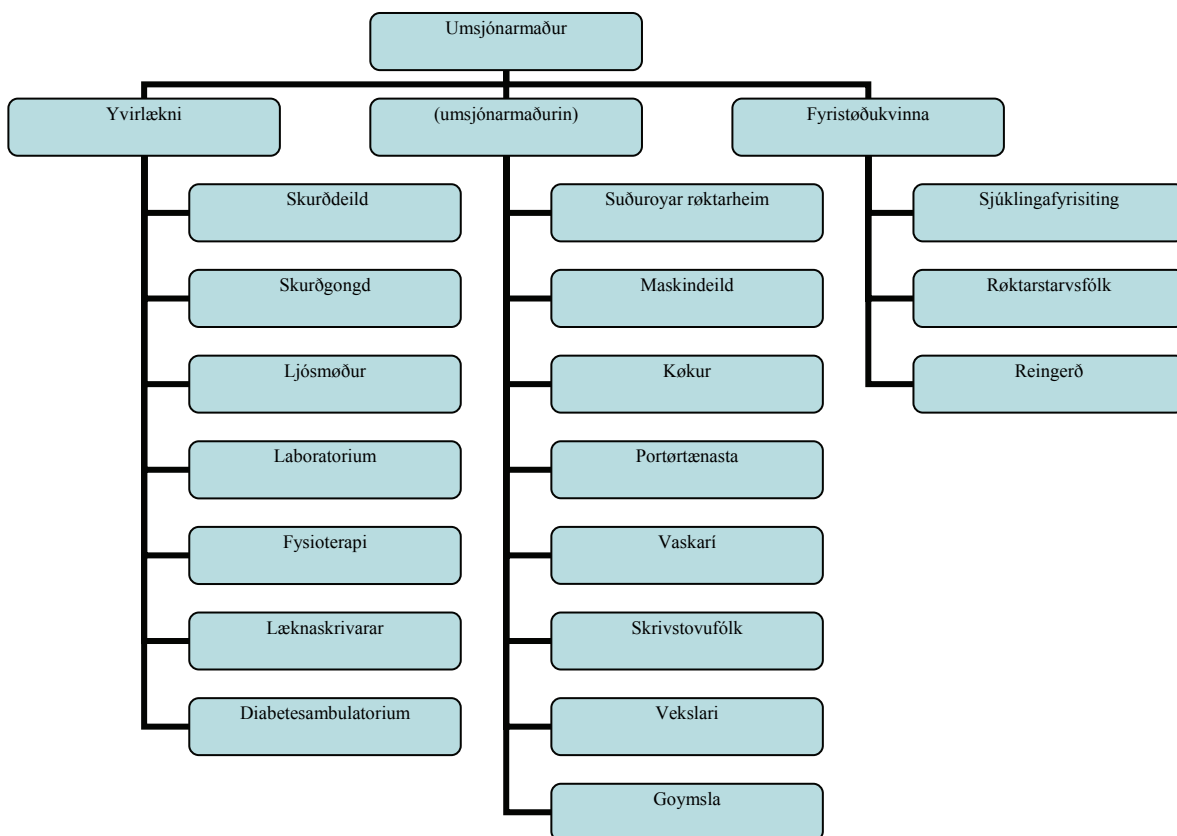 Umsjónarmaður
Yvirlækni
(umsjónarmaðurin)
Fyristøðukvinna
Skurðdeild
Suðuroyar røktarheim
Sjúklingafyrisiting
Skurðgongd
Maskindeild
Røktarstarvsfólk
Ljósmøður
Køkur
Reingerð
Laboratorium
Portørtænasta
Fysioterapi
Vaskarí
Læknaskrivarar
Skrivstovufólk
Diabetesambulatorium
Vekslari
Goymsla